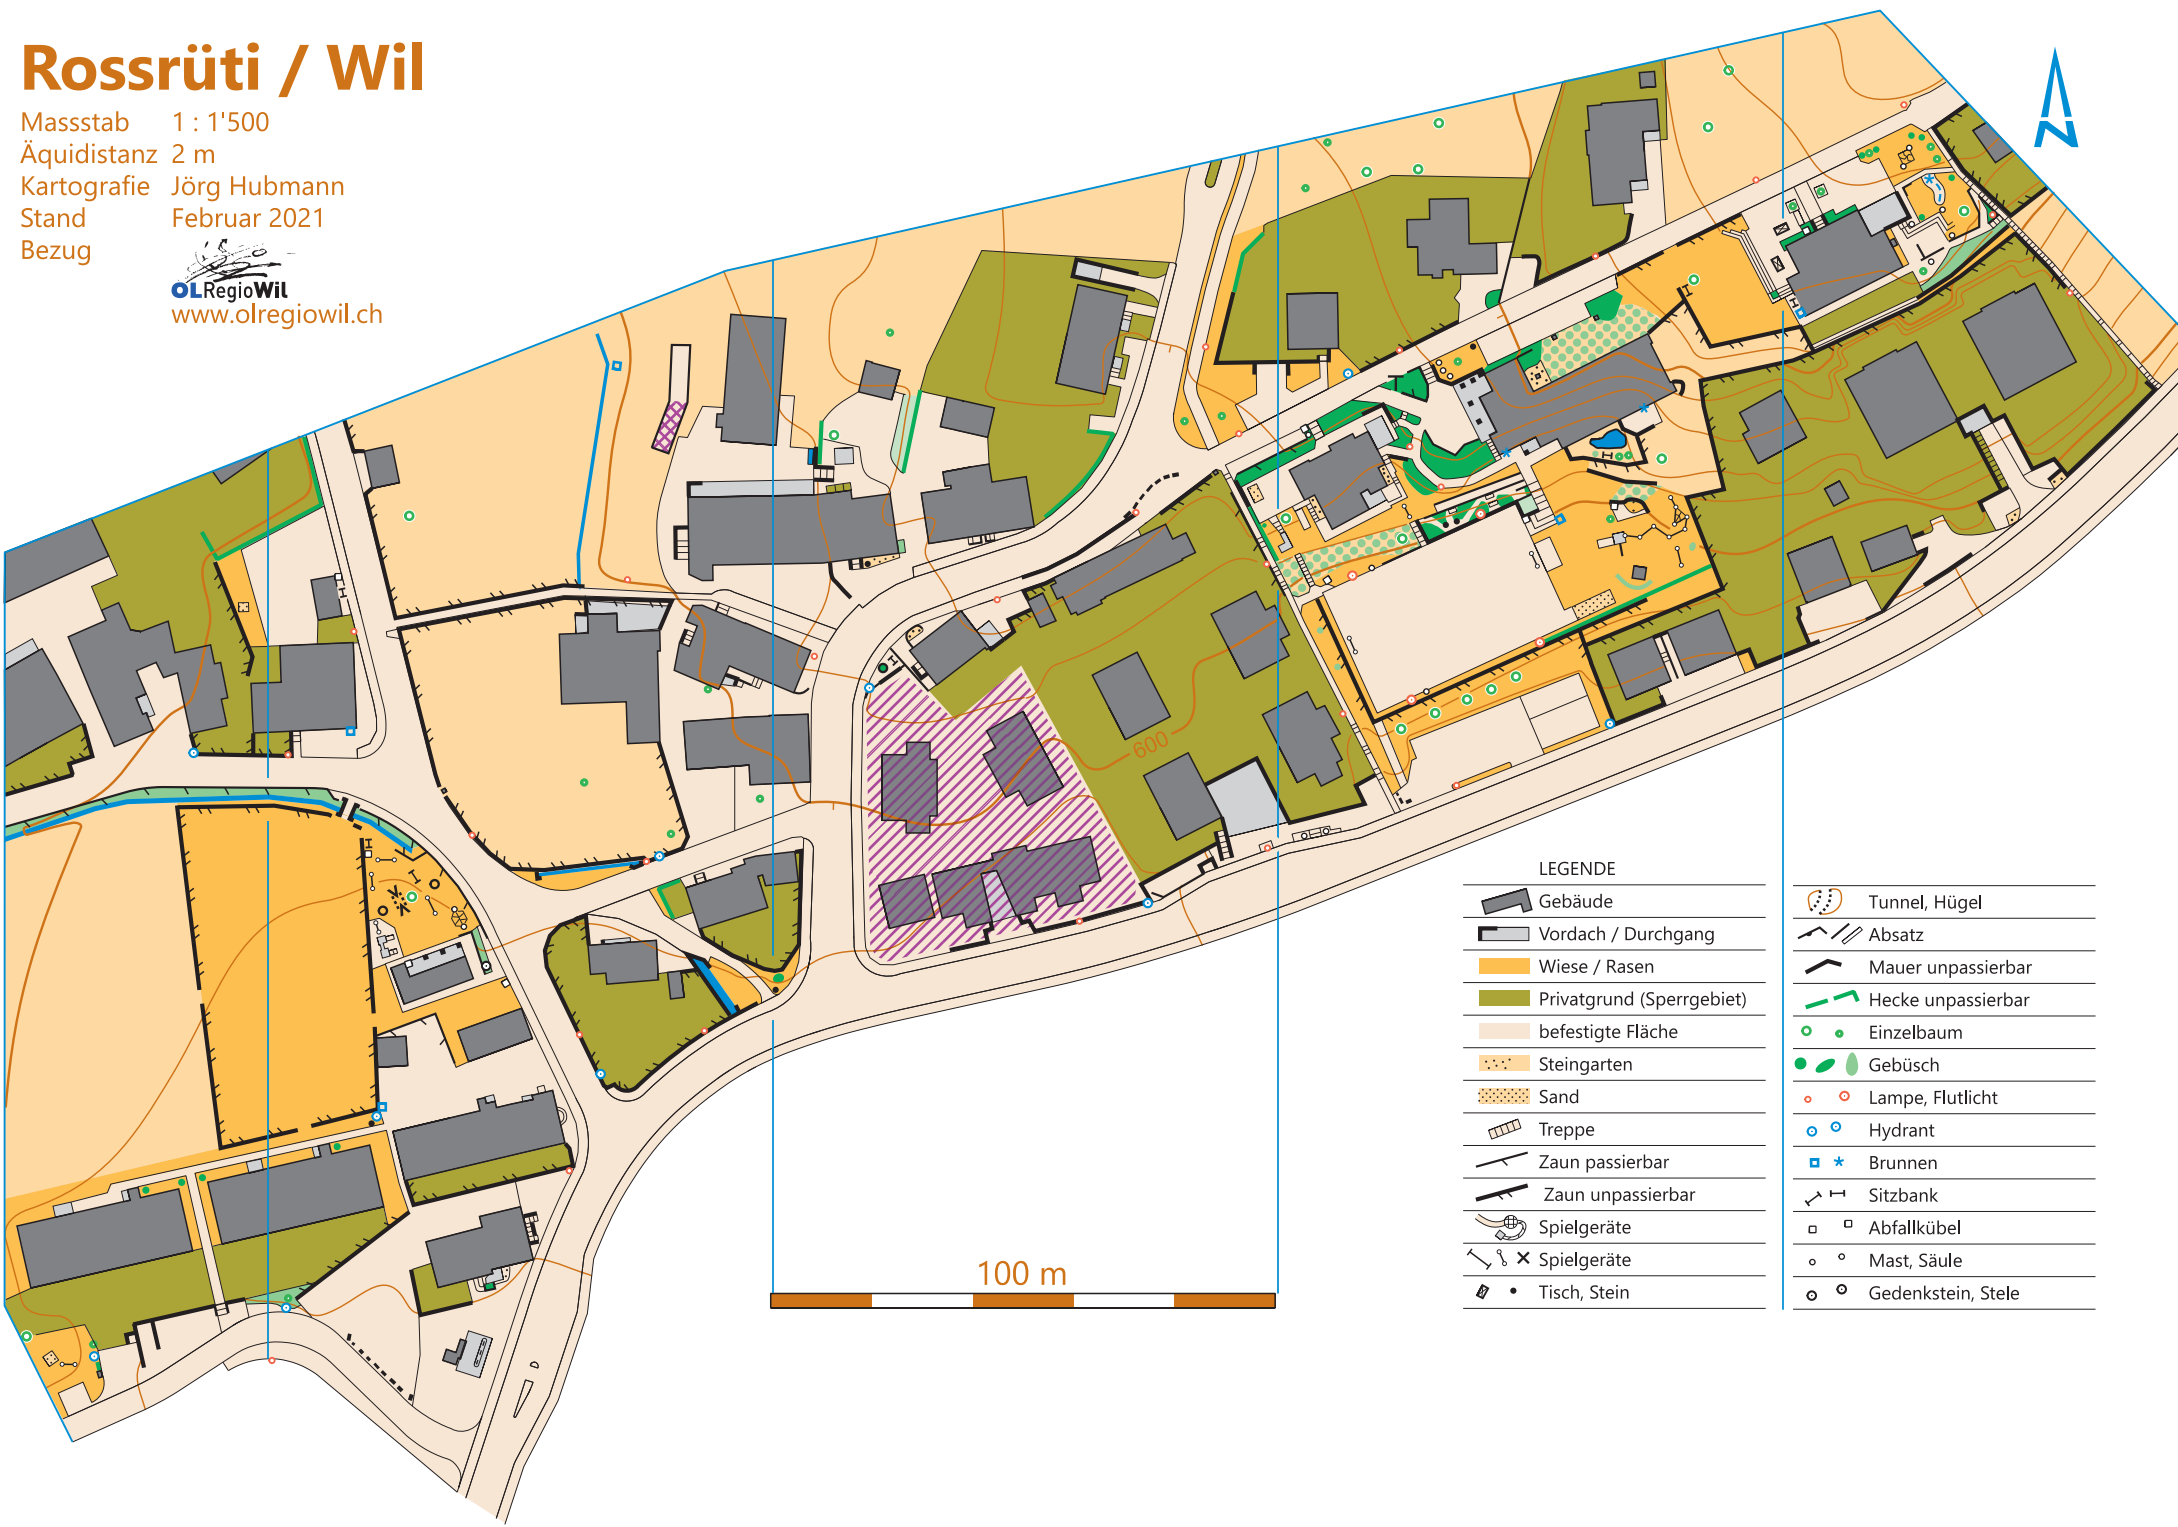 Rossrüti / Wil
Massstab 1 : 1'500
Äquidistanz 2 m
Kartografie Jörg Hubmann
Stand Februar 2021
Bezug
OLRegioWil
www.olregiowil.ch
600
100 m
LEGENDE
Gebäude
Vordach / Durchgang
Wiese / Rasen
Privatgrund (Sperrgebiet)
befestigte Fläche
Steingarten
Sand
Treppe
Zaun passierbar
Zaun unpassierbar
Spielgeräte
Spielgeräte
Tisch, Stein
Tunnel, Hügel
Absatz
Mauer unpassierbar
Hecke unpassierbar
Einzelbaum
Gebüsch
Lampe, Flutlicht
Hydrant
Brunnen
Sitzbank
Abfallkübel
Mast, Säule
Gedenkstein, Stele